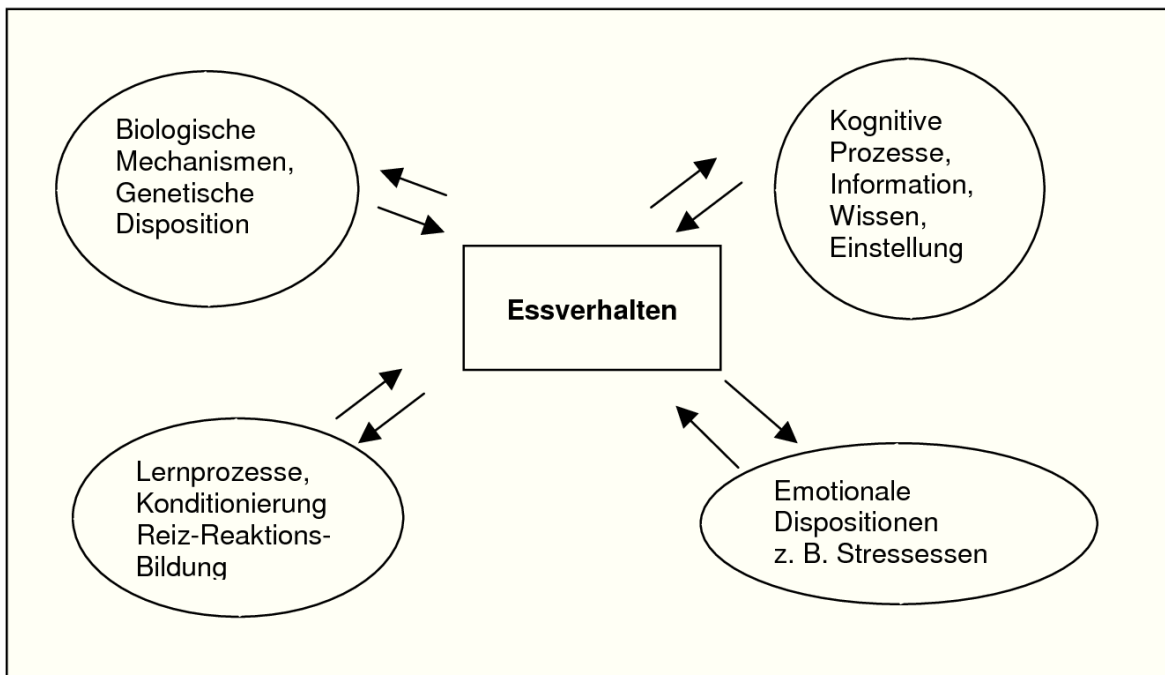 Biologische
Mechanismen,
Genetische
Disposition
Kognitive
Prozesse,
Information,
Wissen,
Einstellung
Essverhalten
Lernprozesse,
Konditionierung
Reiz-Reaktions-
Bildung
Emotionale
Dispositionen
z. B. Stressessen